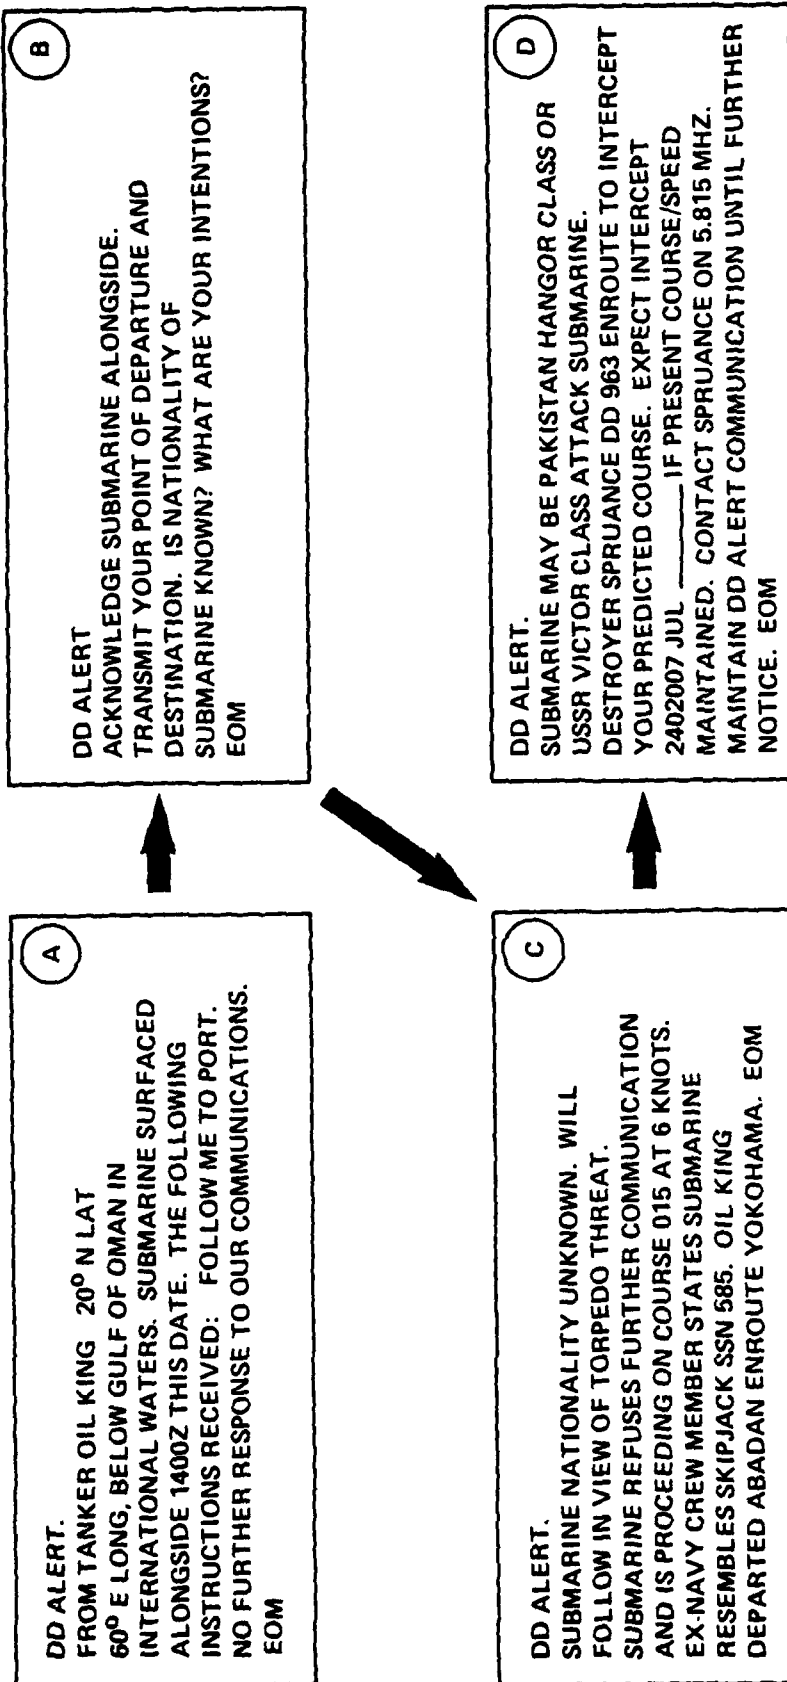 A
DD ALERT.
FROM TANKER OIL KING 20° N LAT
60° E LONG, BELOW GULF OF OMAN IN
INTERNATIONAL WATERS. SUBMARINE SURFACED
ALONGSIDE 1400Z THIS DATE. THE FOLLOWING
INSTRUCTIONS RECEIVED: FOLLOW ME TO PORT.
NO FURTHER RESPONSE TO OUR COMMUNICATIONS.
EOM
B
DD ALERT
ACKNOWLEDGE SUBMARINE ALONGSIDE.
TRANSMIT YOUR POINT OF DEPARTURE AND
DESTINATION. IS NATIONALITY OF
SUBMARINE KNOWN? WHAT ARE YOUR INTENTIONS?
EOM
C
DD ALERT.
SUBMARINE NATIONALITY UNKNOWN. WILL
FOLLOW IN VIEW OF TORPEDO THREAT.
SUBMARINE REFUSES FURTHER COMMUNICATION
AND IS PROCEEDING ON COURSE 015 AT 6 KNOTS.
EX-NAVY CREW MEMBER STATES SUBMARINE
RESEMBLES SKIPJACK SSN 585. OIL KING
DEPARTED ABADAN ENROUTE YOKOHAMA. EOM
D
DD ALERT.
SUBMARINE MAY BE PAKISTAN HANGOR CLASS OR
USSR VICTOR CLASS ATTACK SUBMARINE.
DESTROYER SPRUANCE DD 963 ENROUTE TO INTERCEPT
YOUR PREDICTED COURSE. EXPECT INTERCEPT
2402007 JUL ______ IF PRESENT COURSE/SPEED
MAINTAINED. CONTACT SPRUANCE ON 5.815 MHZ.
MAINTAIN DD ALERT COMMUNICATION UNTIL FURTHER
NOTICE. EOM